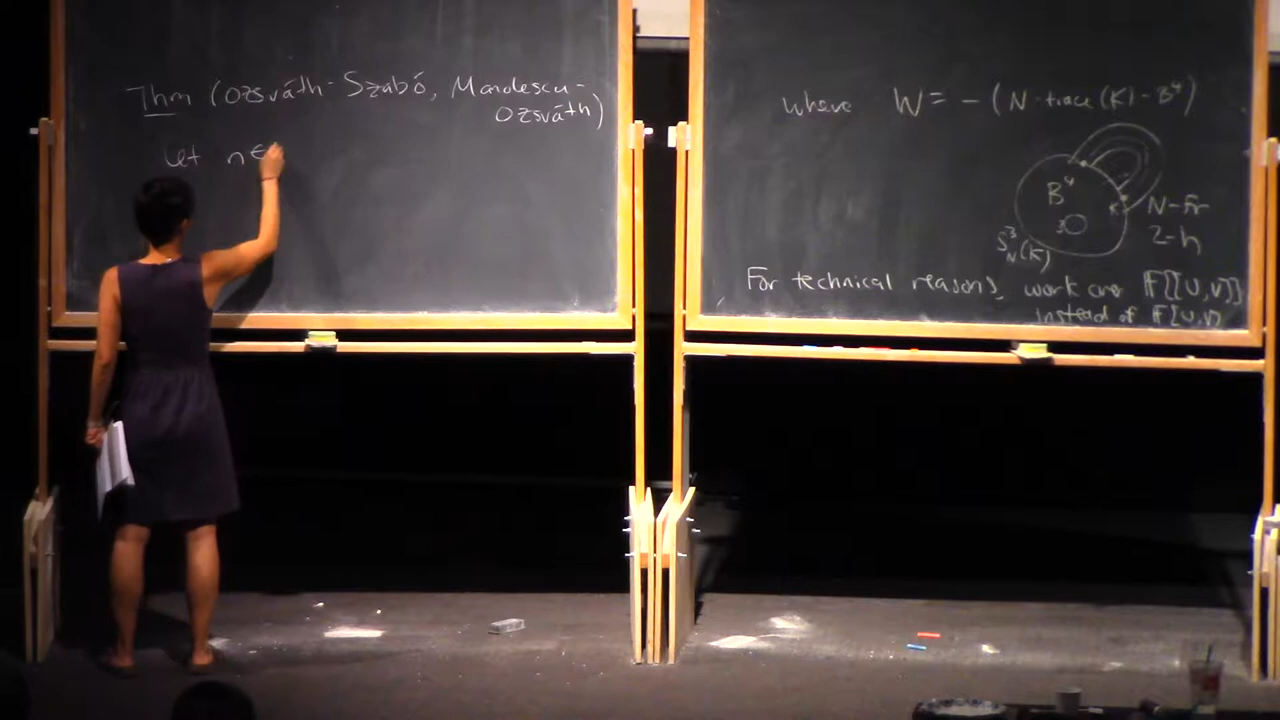 Thm (Ozsváth-Szabó, Manolescu-
Ozsváth)
Let n ∈
where W = - (N-trace(K) - B⁴)
B⁴
K
N-fr
2-h
S³_N(K)
For technical reasons, work over F[[U,V]]
instead of F[U,V]